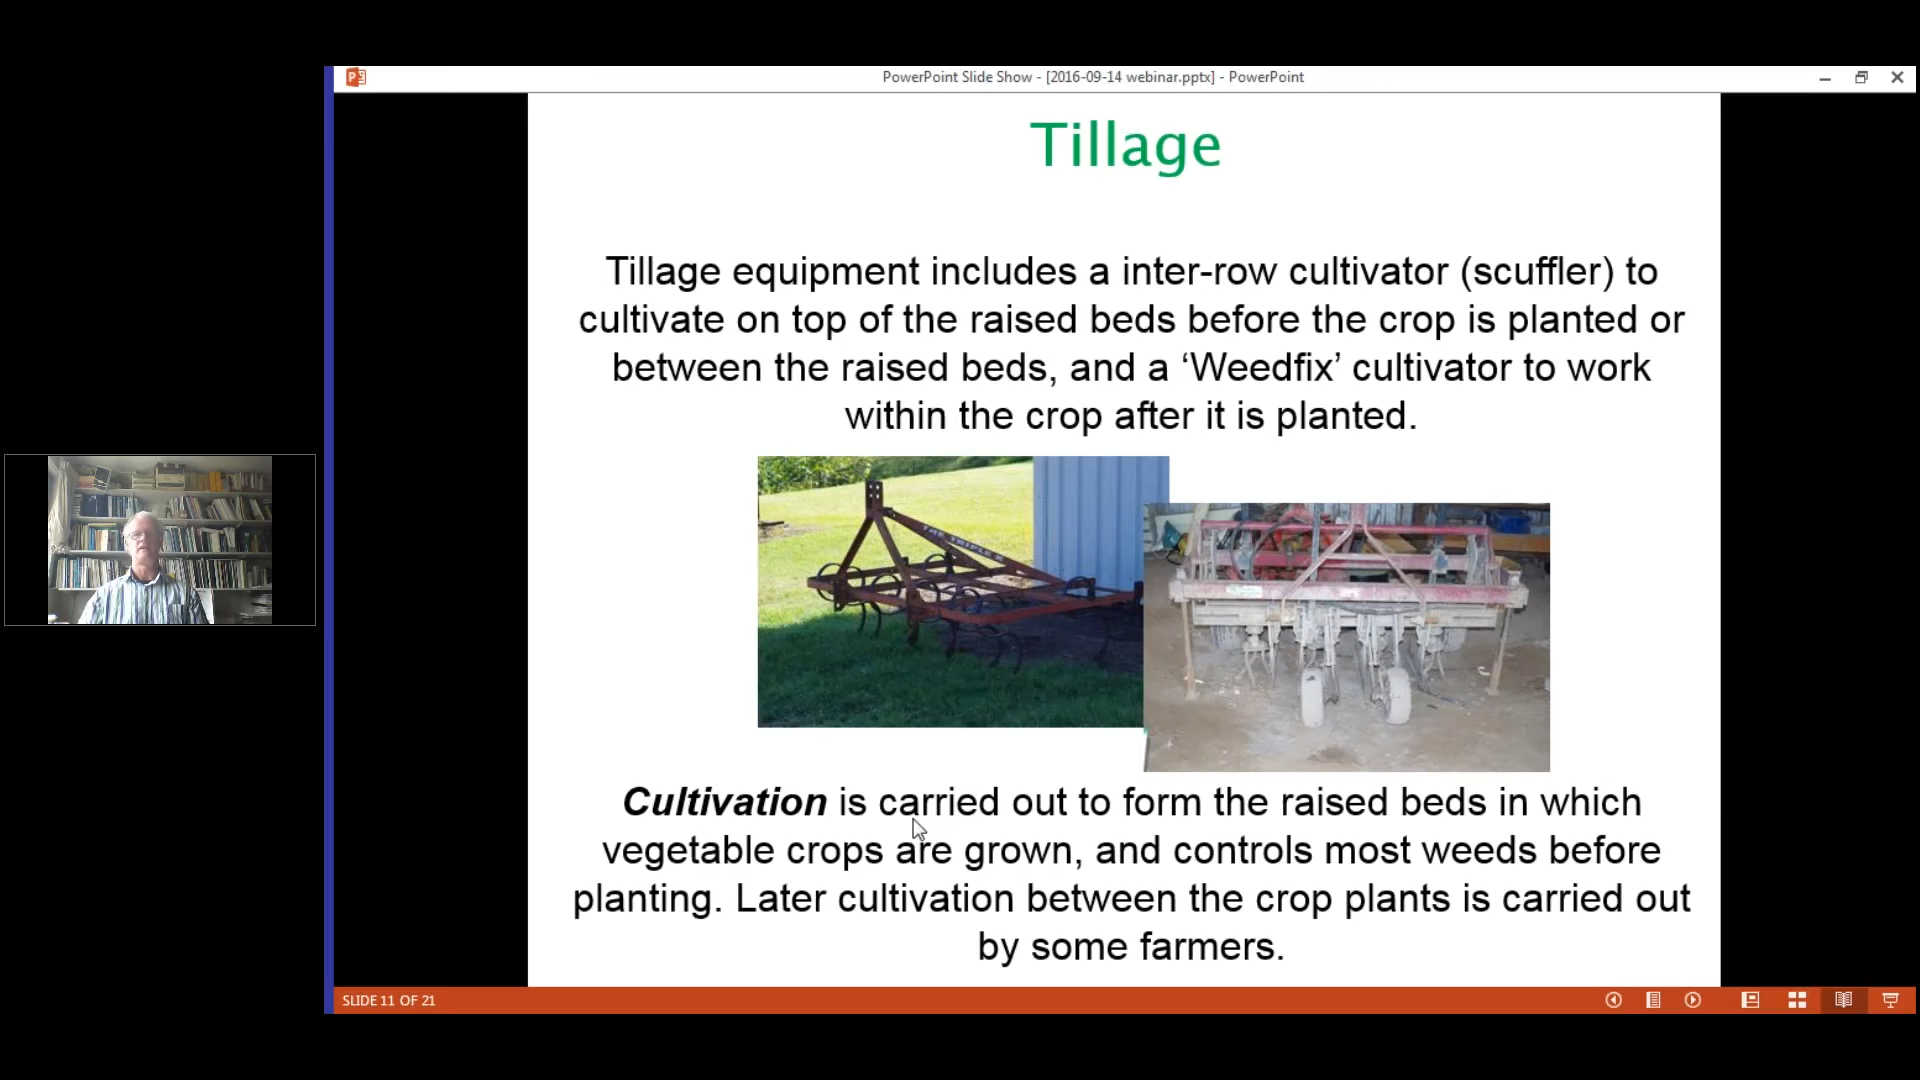 PowerPoint Slide Show - [2016-09-14 webinar.pptx] - PowerPoint
Tillage
Tillage equipment includes a inter-row cultivator (scuffler) to
cultivate on top of the raised beds before the crop is planted or
between the raised beds, and a ‘Weedfix’ cultivator to work
within the crop after it is planted.
THE TRIPLE K
Cultivation is carried out to form the raised beds in which
vegetable crops are grown, and controls most weeds before
planting. Later cultivation between the crop plants is carried out
by some farmers.
SLIDE 11 OF 21